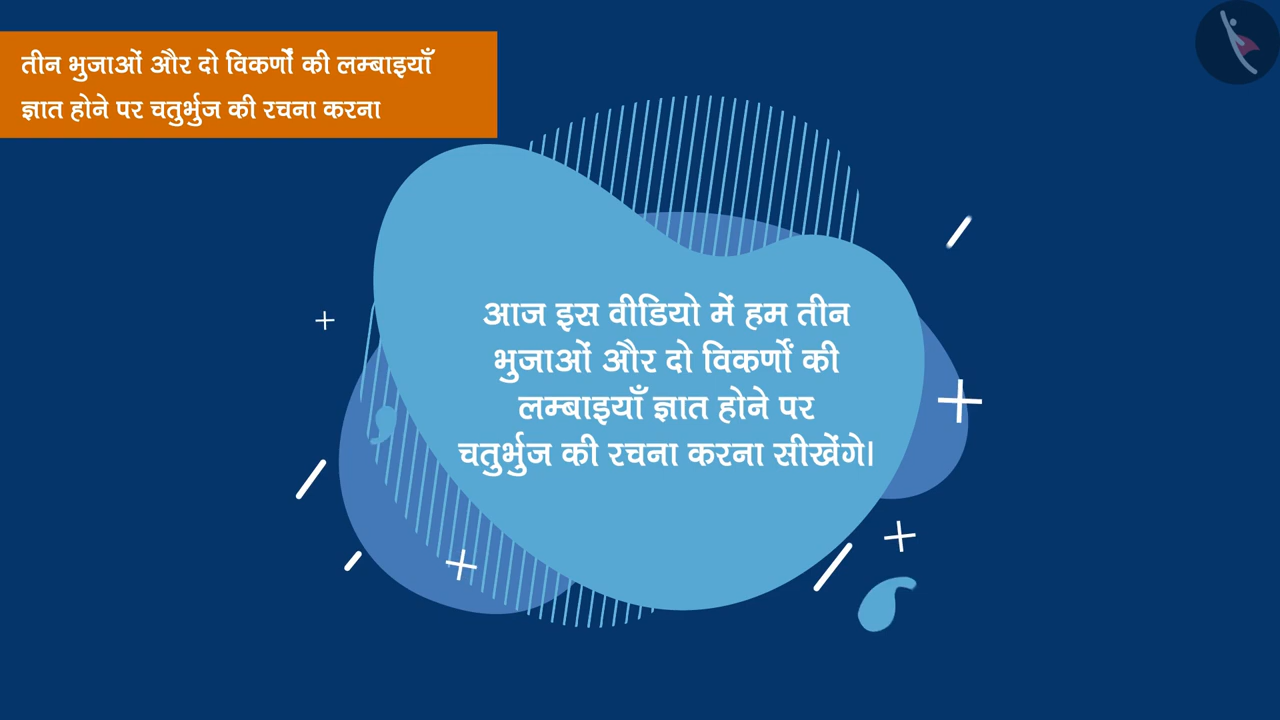 तीन भुजाओं और दो विकर्णों की लम्बाइयाँ
ज्ञात होने पर चतुर्भुज की रचना करना
आज इस वीडियो में हम तीन
भुजाओं और दो विकर्णों की
लम्बाइयाँ ज्ञात होने पर
चतुर्भुज की रचना करना सीखेंगे।